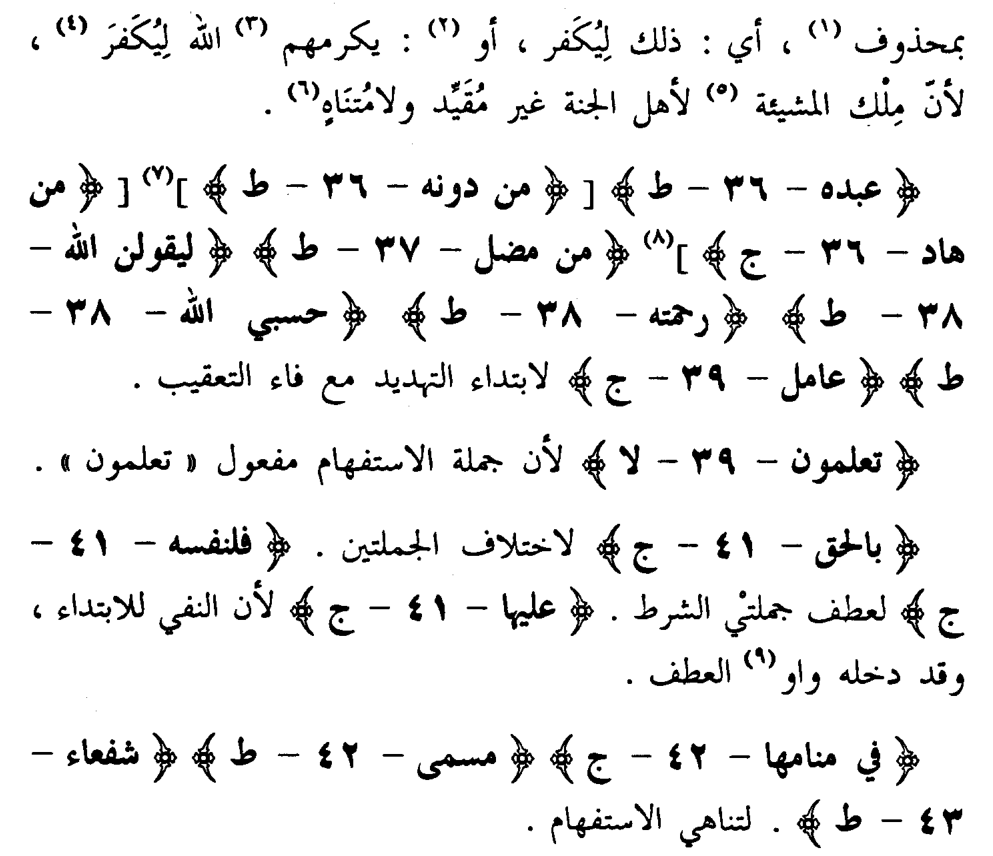 بمحذوف (١) ، أي : ذلك لِيُكَفر ، أو (٢) : يكرمهم (٣) الله لِيُكَفرَ (٤) ،
لأنّ مِلْك المشيئة (٥) لأهل الجنة غير مُقَيِّد ولامُتنَاهٍ(٦) .
﴿ عبده – ٣٦ – ط ﴾ [ ﴿ من دونه – ٣٦ – ط ﴾ ](٧) [ ﴿ من
هاد – ٣٦ – ج ﴾ ](٨) ﴿ من مضل – ٣٧ – ط ﴾ ﴿ ليقولن الله –
٣٨ – ط ﴾ ﴿ رحمته – ٣٨ – ط ﴾ ﴿ حسبي الله – ٣٨ –
ط ﴾ ﴿ عامل – ٣٩ – ج ﴾ لابتداء التهديد مع فاء التعقيب .
﴿ تعلمون – ٣٩ – لا ﴾ لأن جملة الاستفهام مفعول « تعلمون » .
﴿ بالحق – ٤١ – ج ﴾ لاختلاف الجملتين . ﴿ فلنفسه – ٤١ –
ج ﴾ لعطف جملتيْ الشرط . ﴿ عليها – ٤١ – ج ﴾ لأن النفي للابتداء ،
وقد دخله واو (٩) العطف .
﴿ في منامها – ٤٢ – ج ﴾ ﴿ مسمى – ٤٢ – ط ﴾ ﴿ شفعاء –
٤٣ – ط ﴾ . لتناهي الاستفهام .